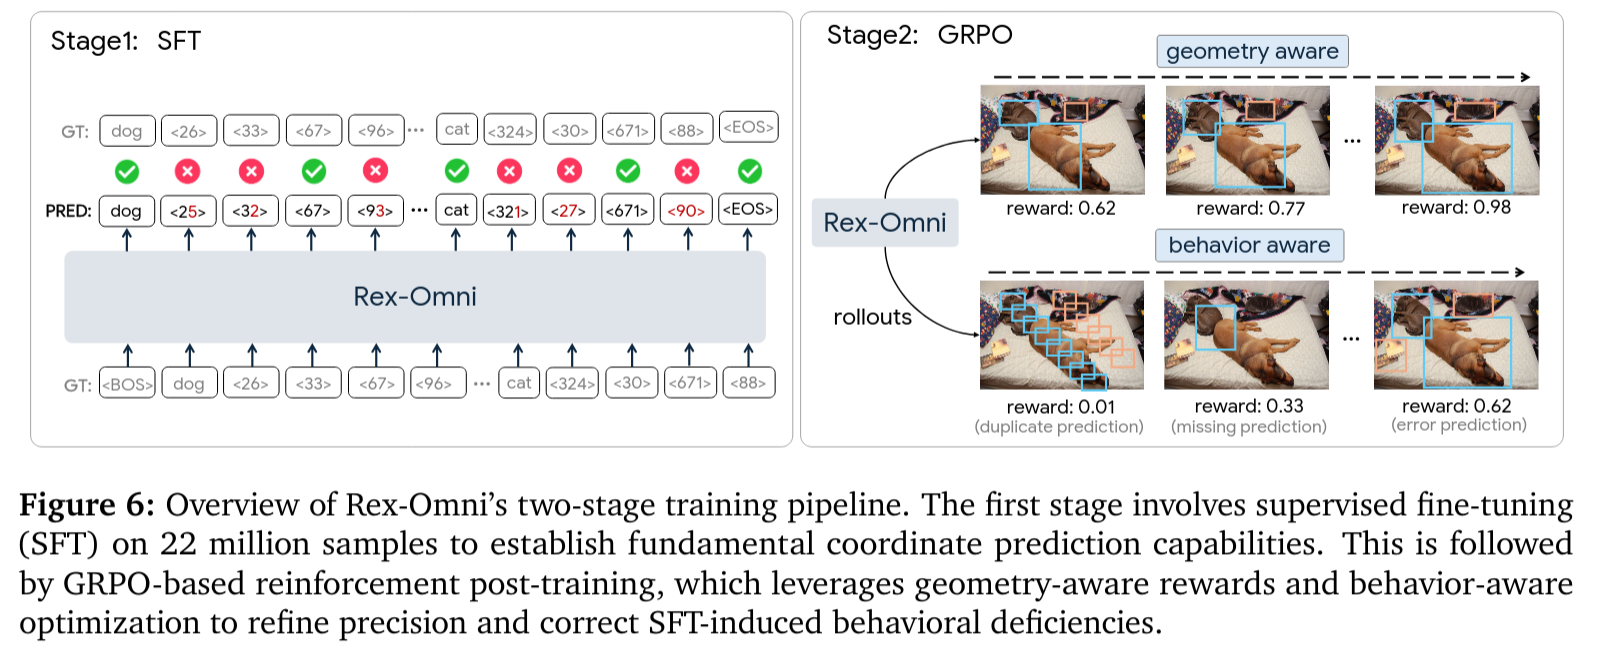 Stage1: SFT
GT: dog <26> <33> <67> <96> ... cat <324> <30> <671> <88> <EOS>
PRED: dog <25> <32> <67> <93> ... cat <321> <27> <671> <90> <EOS>
Rex-Omni
GT: <BOS> dog <26> <33> <67> <96> ... cat <324> <30> <671> <88>
Stage2: GRPO
geometry aware
...
reward: 0.62 reward: 0.77 reward: 0.98
Rex-Omni
behavior aware
rollouts
...
reward: 0.01 reward: 0.33 reward: 0.62
(duplicate prediction) (missing prediction) (error prediction)
Figure 6: Overview of Rex-Omni’s two-stage training pipeline. The first stage involves supervised fine-tuning
(SFT) on 22 million samples to establish fundamental coordinate prediction capabilities. This is followed
by GRPO-based reinforcement post-training, which leverages geometry-aware rewards and behavior-aware
optimization to refine precision and correct SFT-induced behavioral deficiencies.